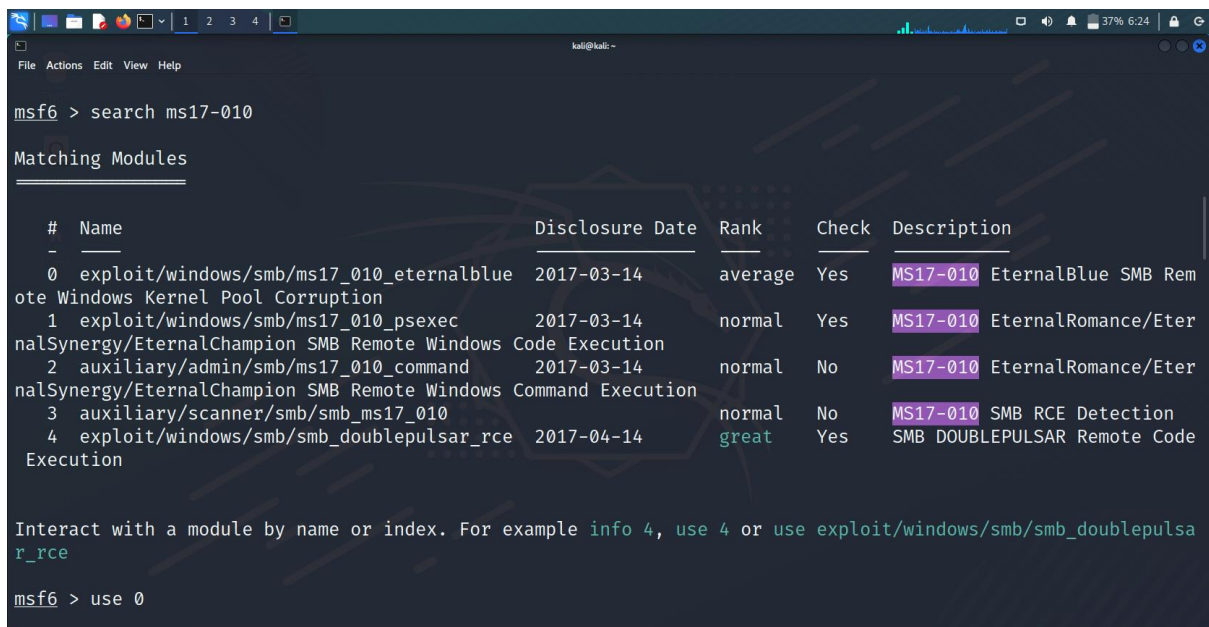 1 2 3 4 37% 6:24
kali@kali: ~
File Actions Edit View Help
msf6 > search ms17-010
Matching Modules
# Name Disclosure Date Rank Check Description
0 exploit/windows/smb/ms17_010_eternalblue 2017-03-14 average Yes MS17-010 EternalBlue SMB Rem
ote Windows Kernel Pool Corruption
1 exploit/windows/smb/ms17_010_psexec 2017-03-14 normal Yes MS17-010 EternalRomance/Eter
nalSynergy/EternalChampion SMB Remote Windows Code Execution
2 auxiliary/admin/smb/ms17_010_command 2017-03-14 normal No MS17-010 EternalRomance/Eter
nalSynergy/EternalChampion SMB Remote Windows Command Execution
3 auxiliary/scanner/smb/smb_ms17_010 normal No MS17-010 SMB RCE Detection
4 exploit/windows/smb/smb_doublepulsar_rce 2017-04-14 great Yes SMB DOUBLEPULSAR Remote Code
Execution
Interact with a module by name or index. For example info 4, use 4 or use exploit/windows/smb/smb_doublepulsa
r_rce
msf6 > use 0